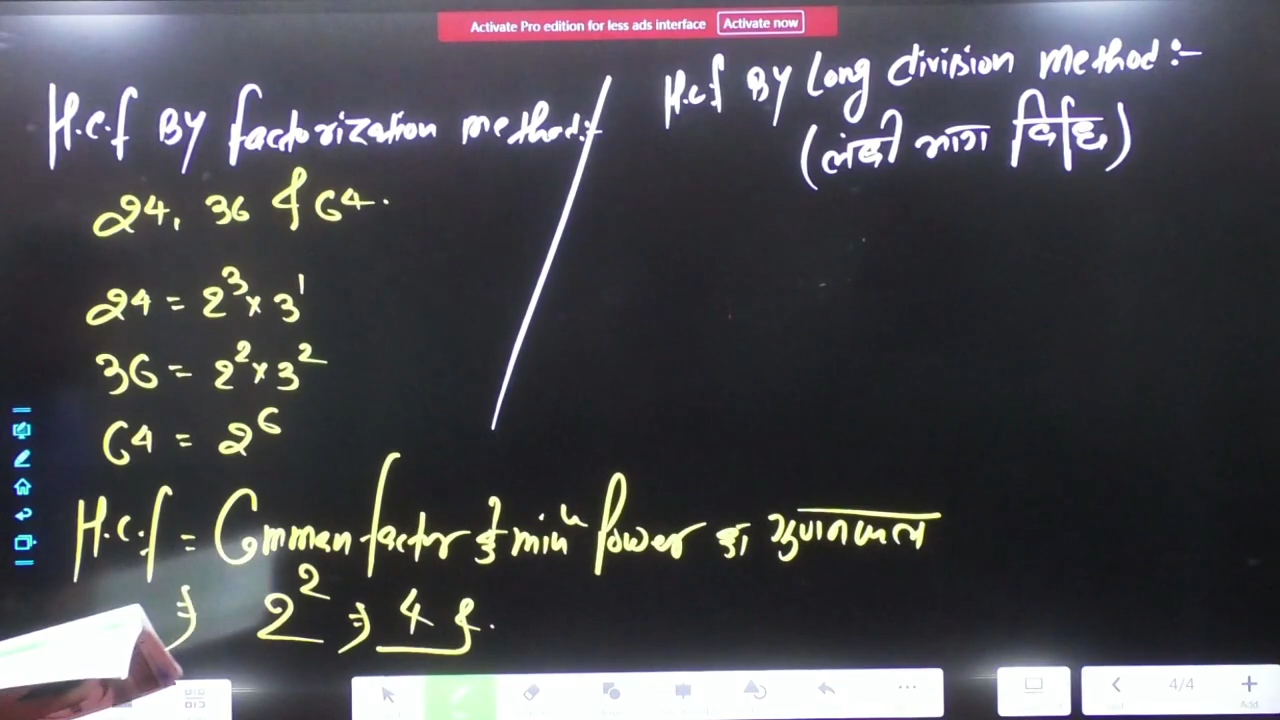 Activate Pro edition for less ads interface Activate now
H.C.F BY factorization method:-
24, 36 & 64.
24 = 2³ × 3¹
36 = 2² × 3²
64 = 2⁶
H.C.F = Common factor की minᵐ Power का गुणनफल
⇒ 2² ⇒ 4 है.
H.C.F BY Long division Method :-
(लंबी भाग विधि)
4/4
Add